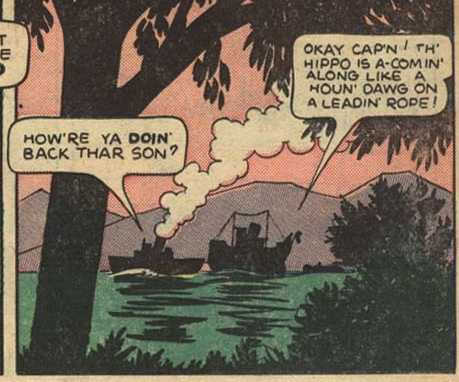 T
E
HOW'RE YA DOIN'
BACK THAR SON?
OKAY CAP'N! TH'
HIPPO IS A-COMIN'
ALONG LIKE A
HOUN' DAWG ON
A LEADIN' ROPE!